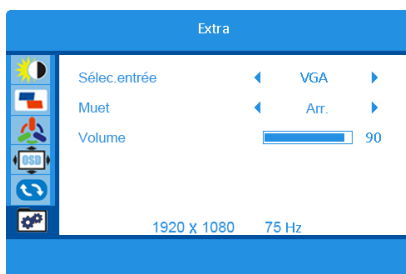 Extra
Sélec.entrée VGA
Muet Arr.
Volume 90
OSD
1920 x 1080 75 Hz